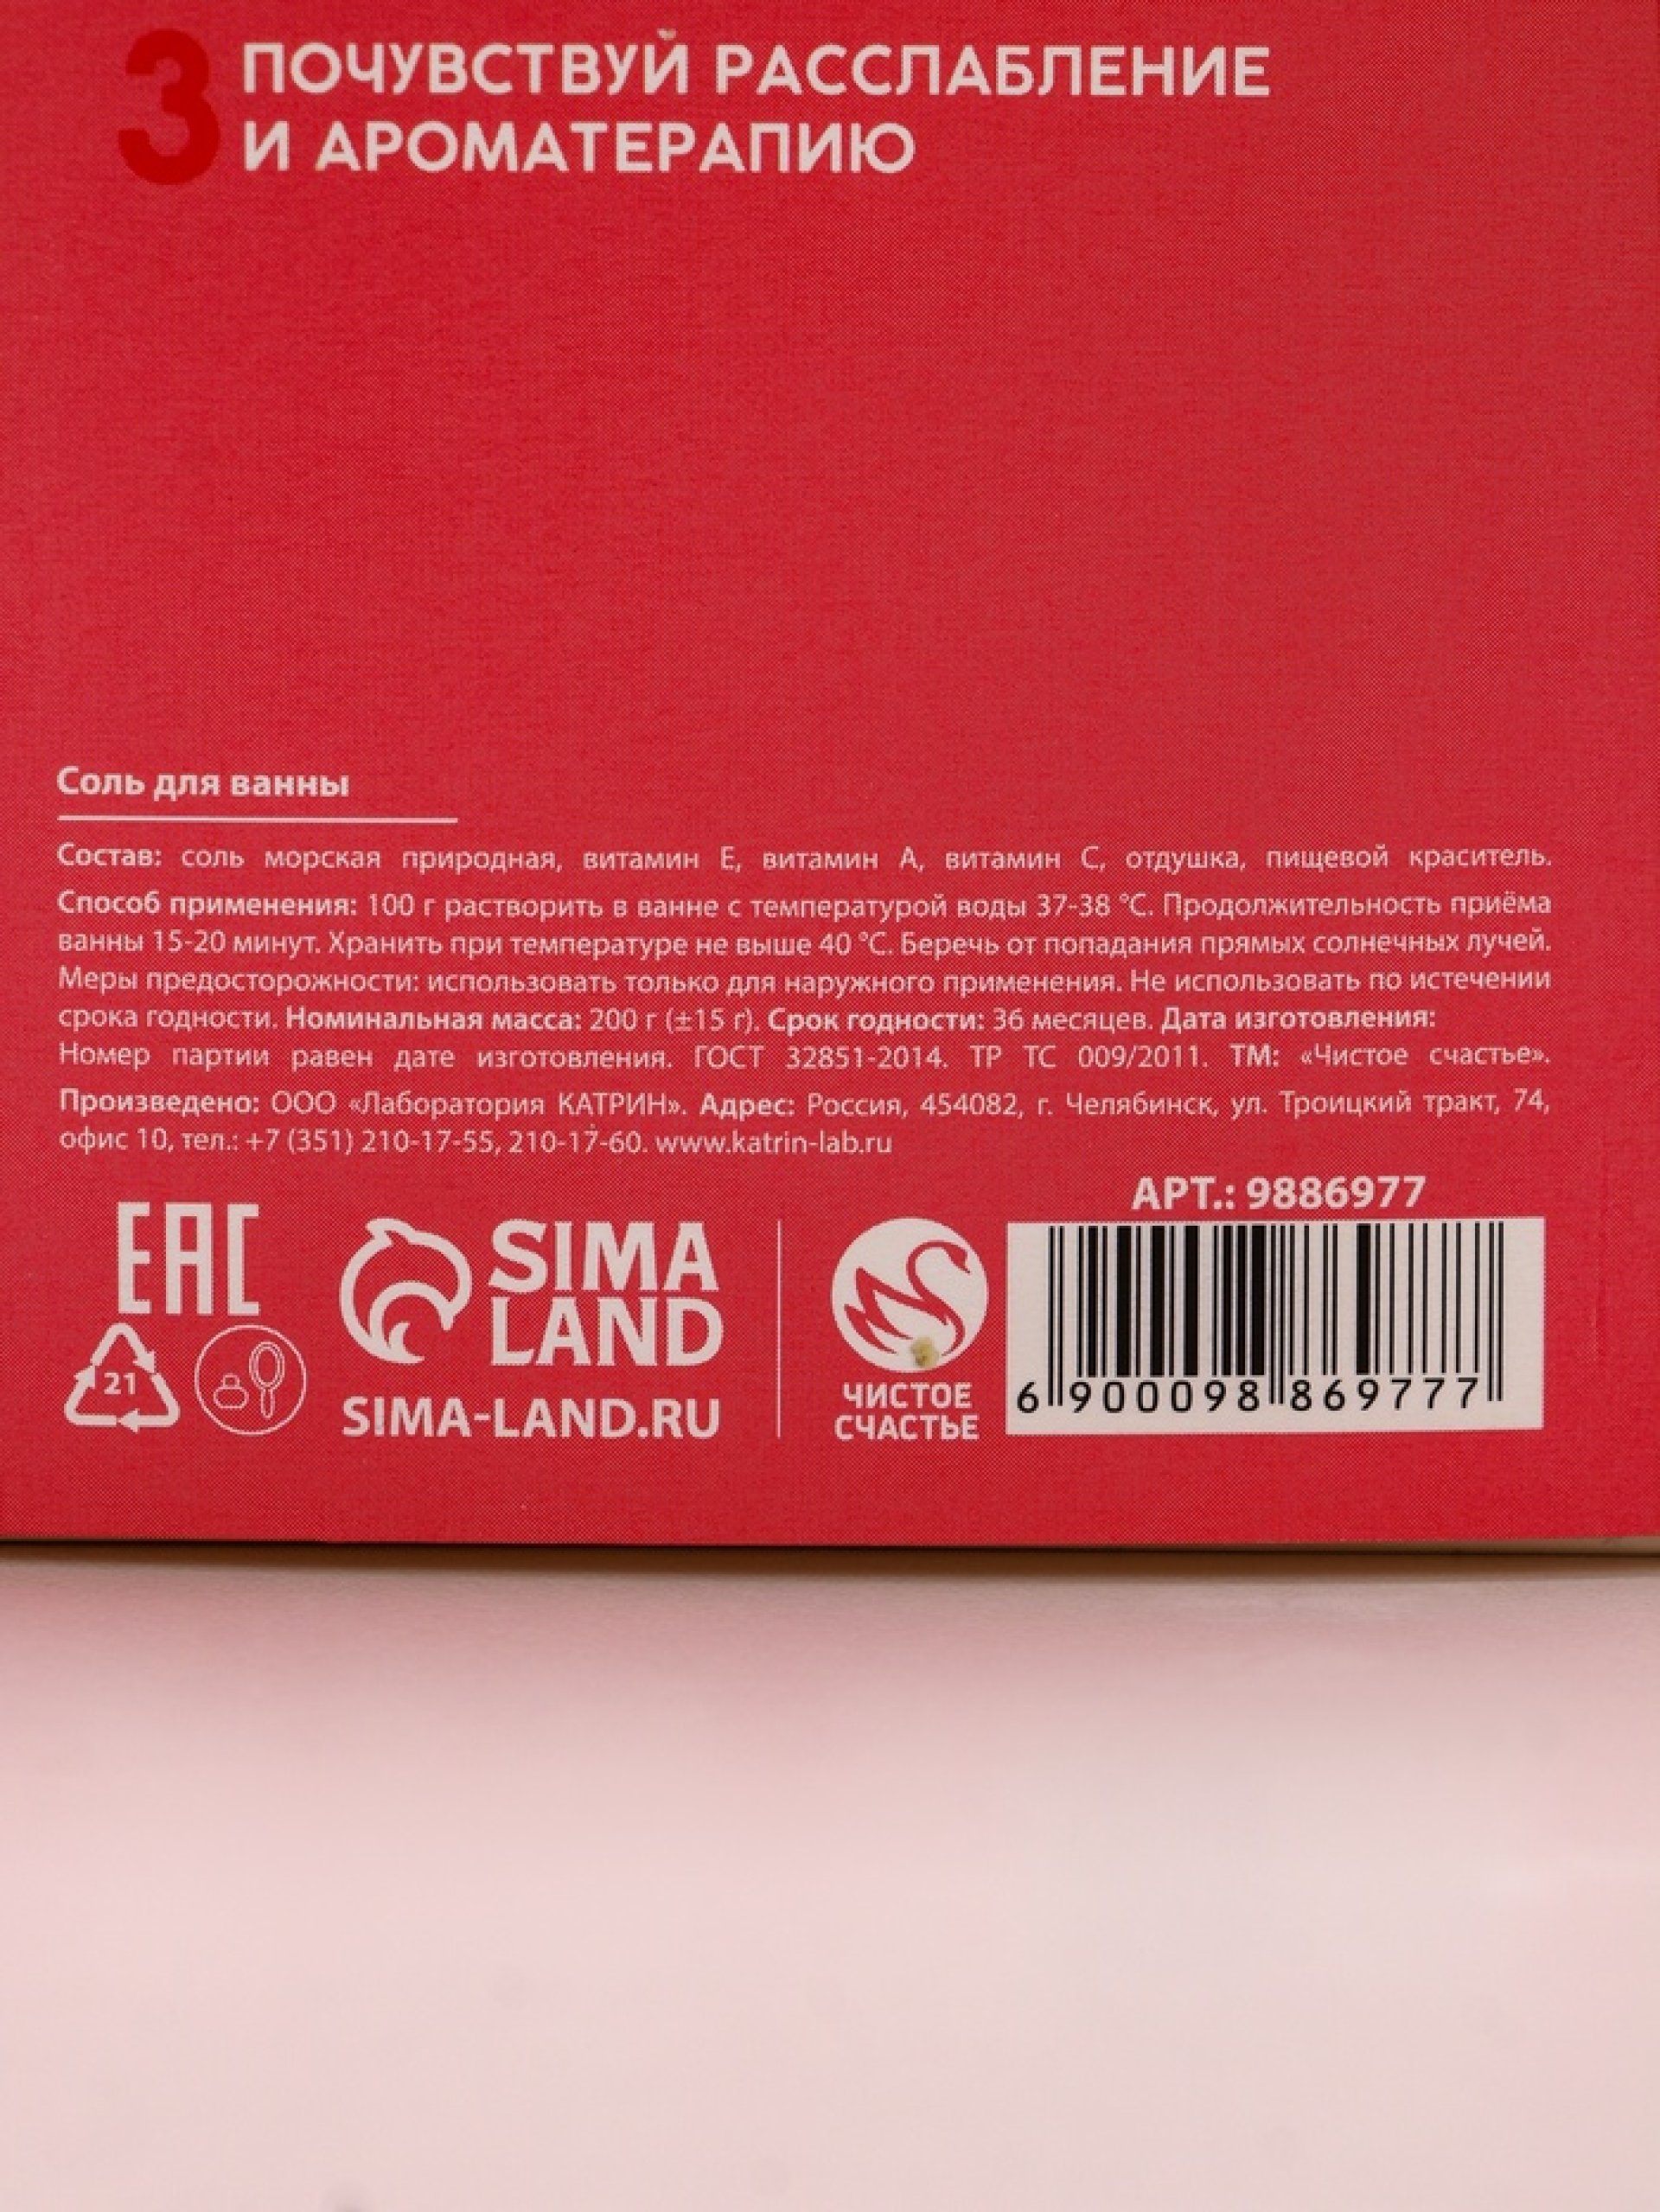 3 ПОЧУВСТВУЙ РАССЛАБЛЕНИЕ
И АРОМАТЕРАПИЮ
Соль для ванны
Состав: соль морская природная, витамин Е, витамин А, витамин С, отдушка, пищевой краситель.
Способ применения: 100 г растворить в ванне с температурой воды 37-38 °С. Продолжительность приёма
ванны 15-20 минут. Хранить при температуре не выше 40 °С. Беречь от попадания прямых солнечных лучей.
Меры предосторожности: использовать только для наружного применения. Не использовать по истечении
срока годности. Номинальная масса: 200 г (±15 г). Срок годности: 36 месяцев. Дата изготовления:
Номер партии равен дате изготовления. ГОСТ 32851-2014. ТР ТС 009/2011. ТМ: «Чистое счастье».
Произведено: ООО «Лаборатория КАТРИН». Адрес: Россия, 454082, г. Челябинск, ул. Троицкий тракт, 74,
офис 10, тел.: +7 (351) 210-17-55, 210-17-60. www.katrin-lab.ru
АРТ.: 9886977
EAC
SIMA
LAND
21
SIMA-LAND.RU
ЧИСТОЕ
СЧАСТЬЕ
6 900098 869777